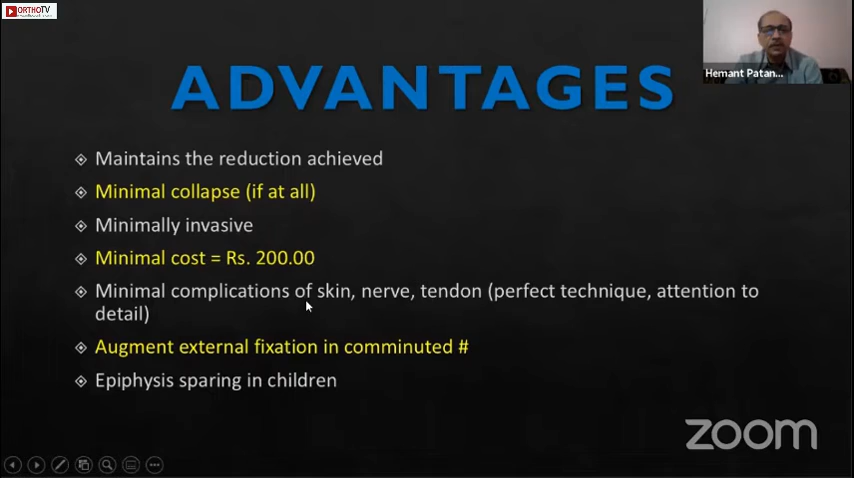 ORTHOTV
Hemant Patan...
ADVANTAGES
Maintains the reduction achieved
Minimal collapse (if at all)
Minimally invasive
Minimal cost = Rs. 200.00
Minimal complications of skin, nerve, tendon (perfect technique, attention to
detail)
Augment external fixation in comminuted #
Epiphysis sparing in children
zoom